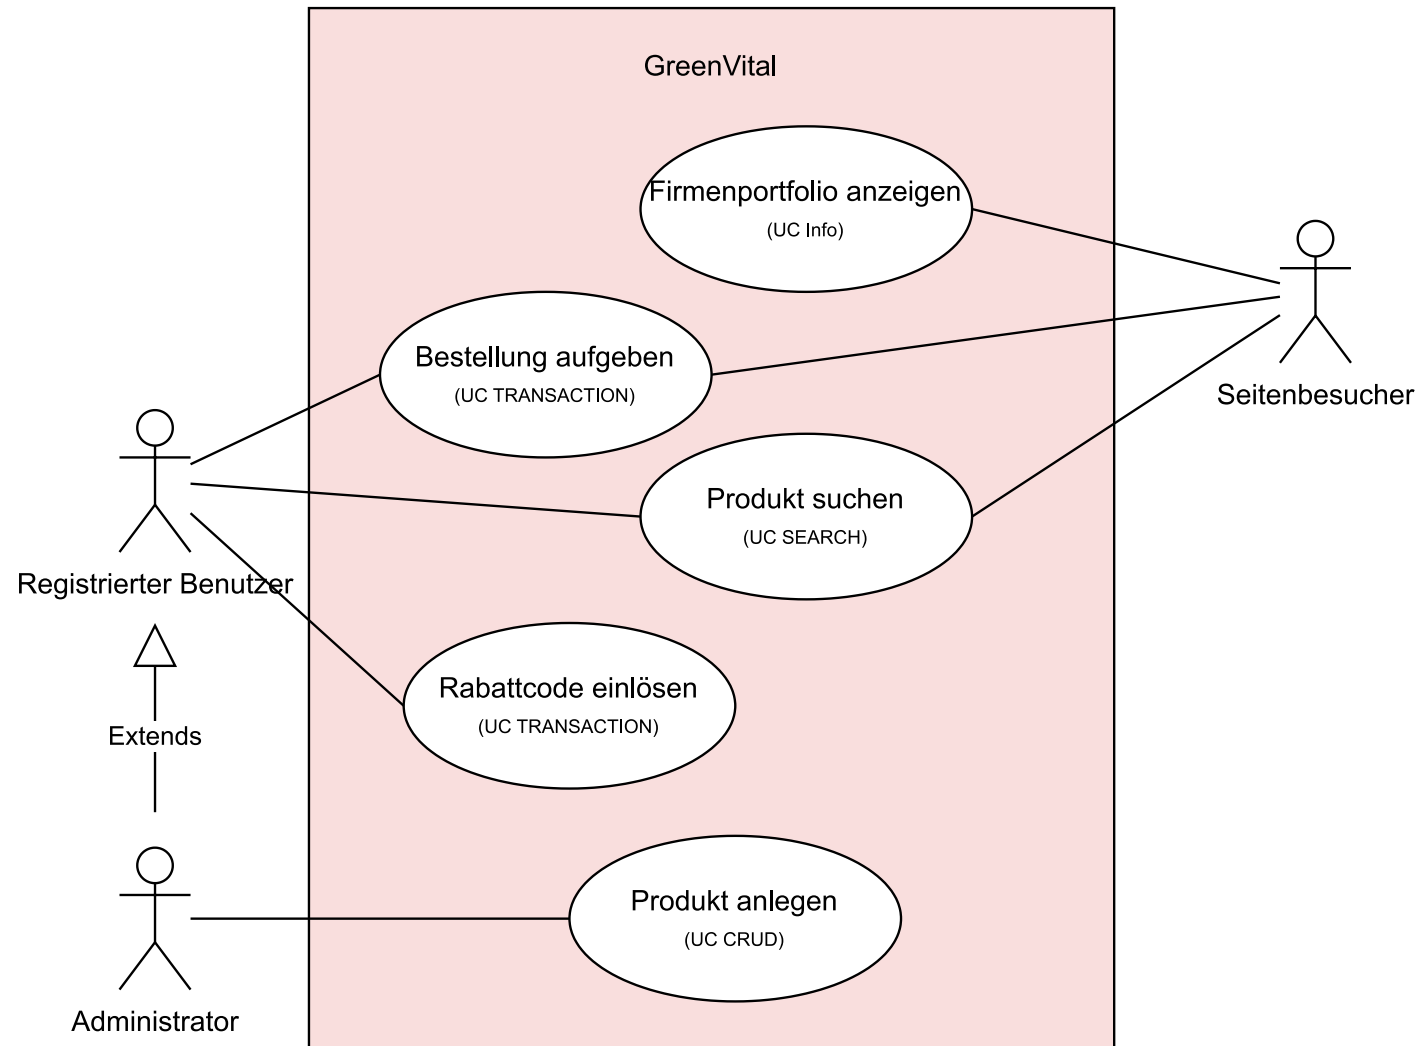 GreenVital
Firmenportfolio anzeigen
(UC Info)
Bestellung aufgeben
(UC TRANSACTION)
Seitenbesucher
Produkt suchen
(UC SEARCH)
Registrierter Benutzer
Rabattcode einlösen
(UC TRANSACTION)
Extends
Produkt anlegen
(UC CRUD)
Administrator